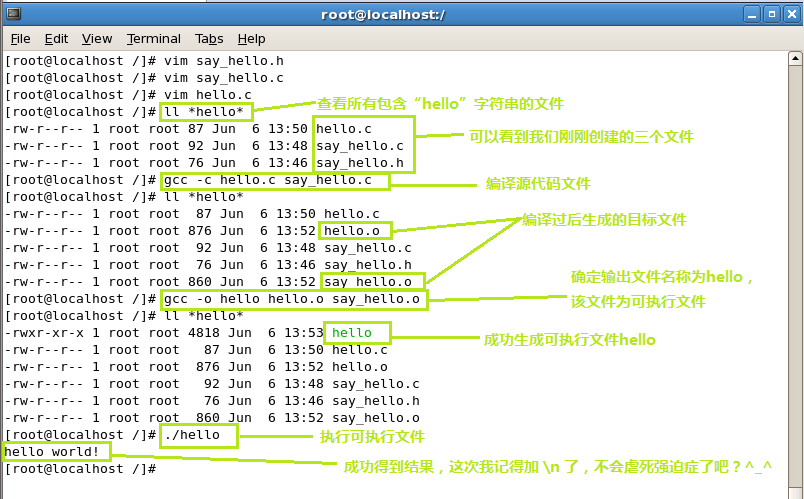 root@localhost:/
File Edit View Terminal Tabs Help
[root@localhost /]# vim say_hello.h
[root@localhost /]# vim say_hello.c
[root@localhost /]# vim hello.c
[root@localhost /]# ll *hello* 查看所有包含“hello”字符串的文件
-rw-r--r-- 1 root root 87 Jun  6 13:50 hello.c
-rw-r--r-- 1 root root 92 Jun  6 13:48 say_hello.c 可以看到我们刚刚创建的三个文件
-rw-r--r-- 1 root root 76 Jun  6 13:46 say_hello.h
[root@localhost /]# gcc -c hello.c say_hello.c 编译源代码文件
[root@localhost /]# ll *hello*
-rw-r--r-- 1 root root  87 Jun  6 13:50 hello.c
-rw-r--r-- 1 root root 876 Jun  6 13:52 hello.o 编译过后生成的目标文件
-rw-r--r-- 1 root root  92 Jun  6 13:48 say_hello.c
-rw-r--r-- 1 root root  76 Jun  6 13:46 say_hello.h
-rw-r--r-- 1 root root 860 Jun  6 13:52 say_hello.o 确定输出文件名称为hello，
[root@localhost /]# gcc -o hello hello.o say_hello.o 该文件为可执行文件
[root@localhost /]# ll *hello*
-rwxr-xr-x 1 root root 4818 Jun  6 13:53 hello 成功生成可执行文件hello
-rw-r--r-- 1 root root   87 Jun  6 13:50 hello.c
-rw-r--r-- 1 root root  876 Jun  6 13:52 hello.o
-rw-r--r-- 1 root root   92 Jun  6 13:48 say_hello.c
-rw-r--r-- 1 root root   76 Jun  6 13:46 say_hello.h
-rw-r--r-- 1 root root  860 Jun  6 13:52 say_hello.o
[root@localhost /]# ./hello 执行可执行文件
hello world!
成功得到结果，这次我记得加 \n 了，不会虐死强迫症了吧？^_^
[root@localhost /]#